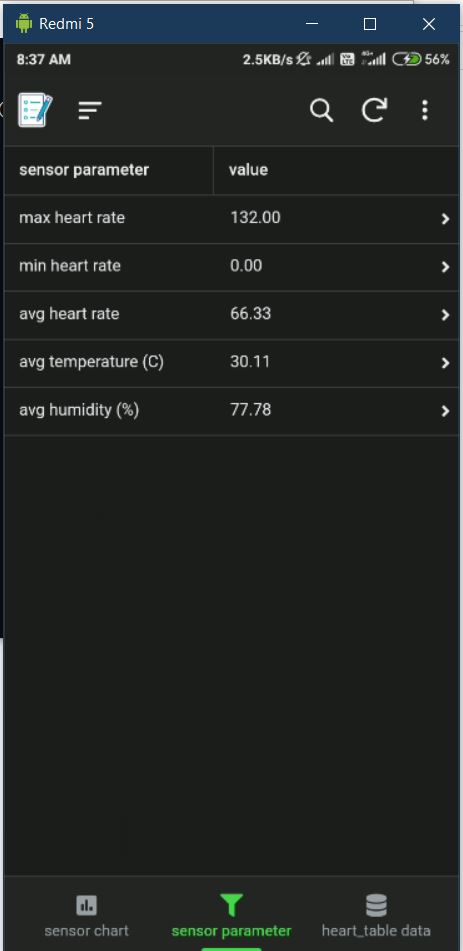 Redmi 5
8:37 AM 2.5KB/s 56%
sensor parameter value
max heart rate 132.00
min heart rate 0.00
avg heart rate 66.33
avg temperature (C) 30.11
avg humidity (%) 77.78
sensor chart sensor parameter heart_table data